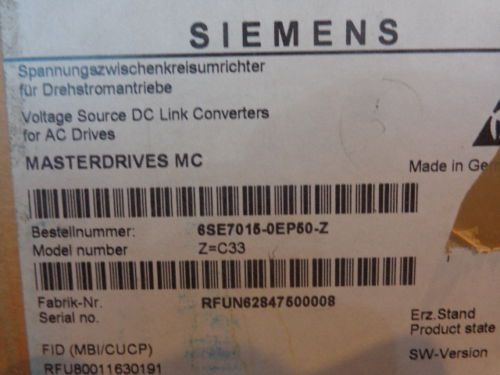 SIEMENS
Spannungszwischenkreisumrichter
für Drehstromantriebe
Voltage Source DC Link Converters
for AC Drives
MASTERDRIVES MC
Made in Ge
Bestellnummer: 6SE7015-0EP50-Z
Model number Z=C33
Fabrik-Nr. RFUN62847500008
Serial no.
Erz.Stand
Product state
FID (MBI/CUCP)
SW-Version
RFU80011630191